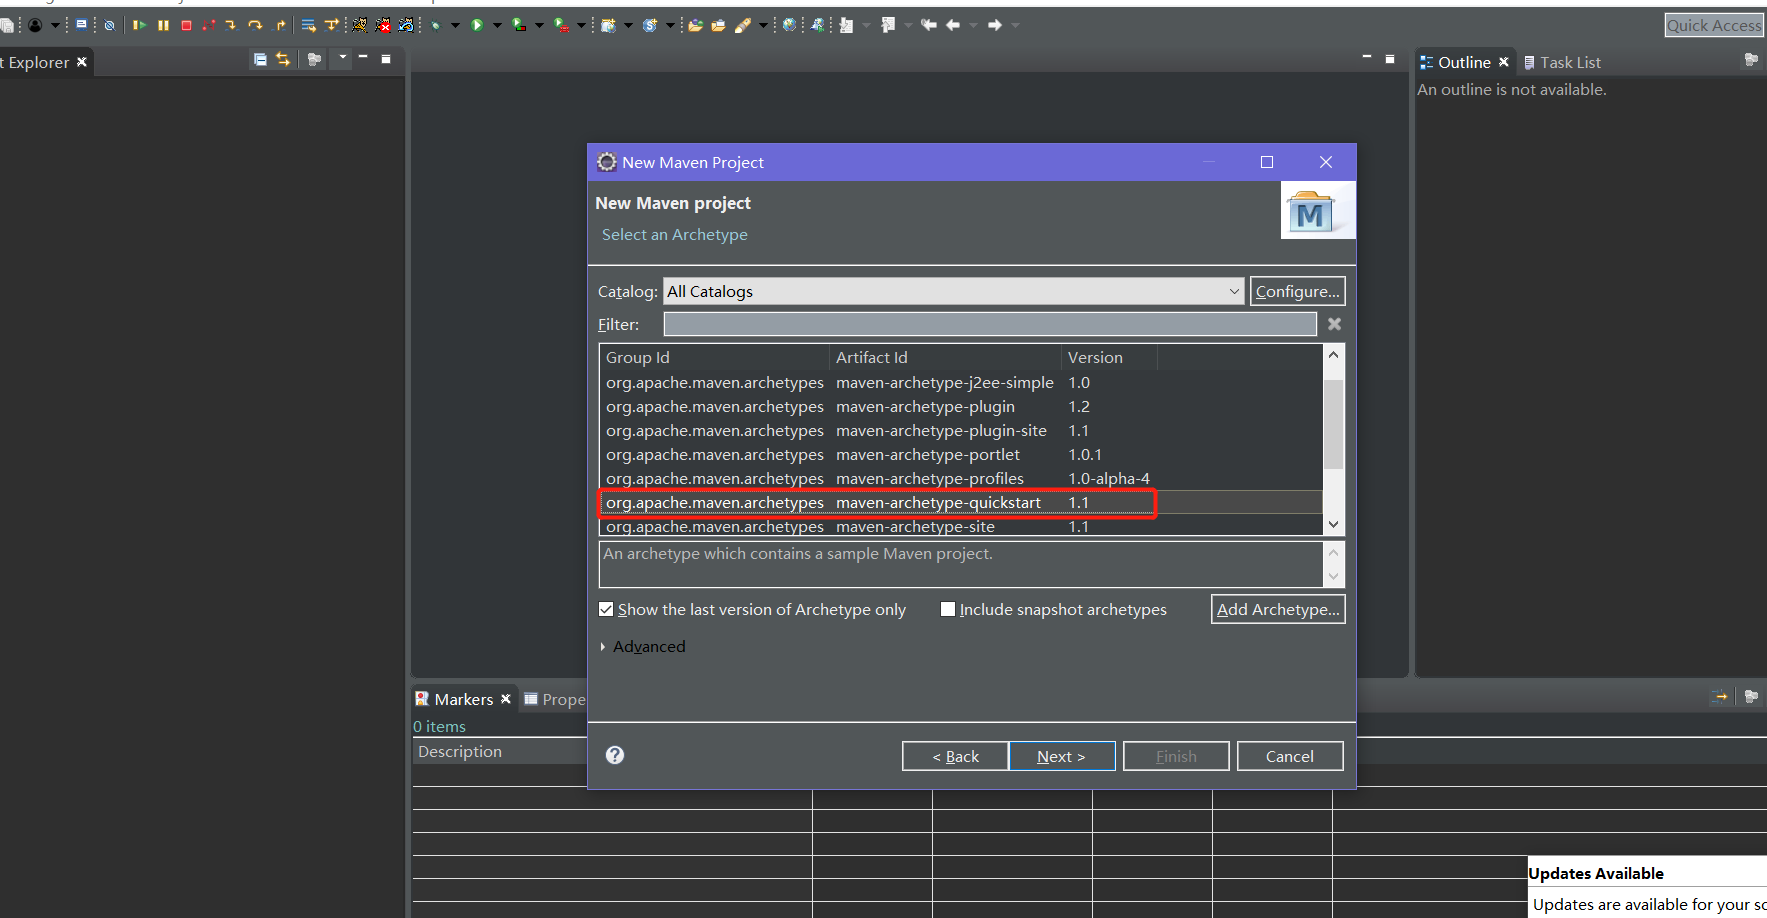 Quick Access
t Explorer
Outline
Task List
An outline is not available.
New Maven Project
New Maven project
Select an Archetype
Catalog: All Catalogs Configure...
Filter:
Group Id Artifact Id Version
org.apache.maven.archetypes maven-archetype-j2ee-simple 1.0
org.apache.maven.archetypes maven-archetype-plugin 1.2
org.apache.maven.archetypes maven-archetype-plugin-site 1.1
org.apache.maven.archetypes maven-archetype-portlet 1.0.1
org.apache.maven.archetypes maven-archetype-profiles 1.0-alpha-4
org.apache.maven.archetypes maven-archetype-quickstart 1.1
org.apache.maven.archetypes maven-archetype-site 1.1
An archetype which contains a sample Maven project.
Show the last version of Archetype only Include snapshot archetypes Add Archetype...
Advanced
Markers Prope
0 items
Description
< Back Next > Finish Cancel
Updates Available
Updates are available for your so